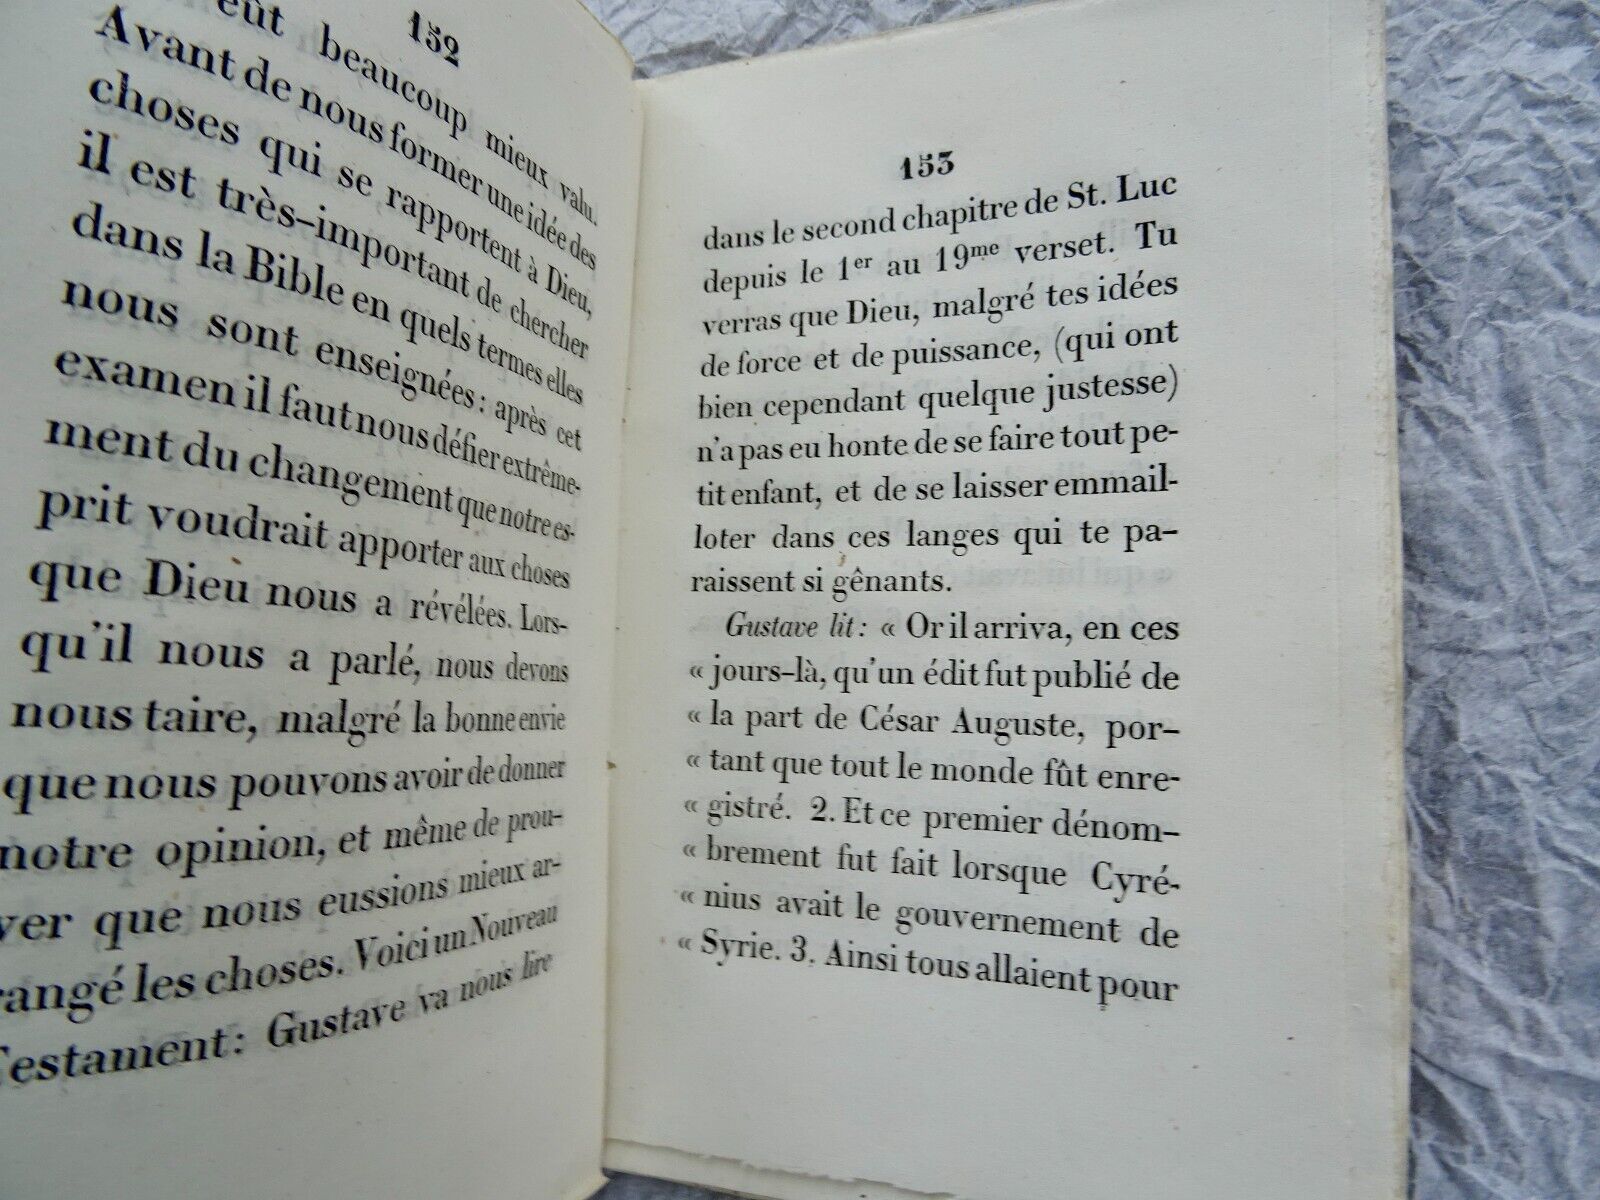 152
eût beaucoup mieux valu.
Avant de nous former une idée des
choses qui se rapportent à Dieu,
il est très-important de chercher
dans la Bible en quels termes elles
nous sont enseignées : après cet
examen il faut nous défier extrême-
ment du changement que notre es-
prit voudrait apporter aux choses
que Dieu nous a révélées. Lors-
qu'il nous a parlé, nous devons
nous taire, malgré la bonne envie
que nous pouvons avoir de donner
notre opinion, et même de prou-
ver que nous eussions mieux ar-
rangé les choses. Voici un Nouveau
Testament : Gustave va nous lire
153
dans le second chapitre de St. Luc
depuis le 1er au 19me verset. Tu
verras que Dieu, malgré tes idées
de force et de puissance, (qui ont
bien cependant quelque justesse)
n'a pas eu honte de se faire tout pe-
tit enfant, et de se laisser emmail-
loter dans ces langes qui te pa-
raissent si gênants.
Gustave lit : « Or il arriva, en ces
« jours-là, qu'un édit fut publié de
« la part de César Auguste, por-
« tant que tout le monde fût enre-
« gistré. 2. Et ce premier dénom-
« brement fut fait lorsque Cyré-
« nius avait le gouvernement de
« Syrie. 3. Ainsi tous allaient pour